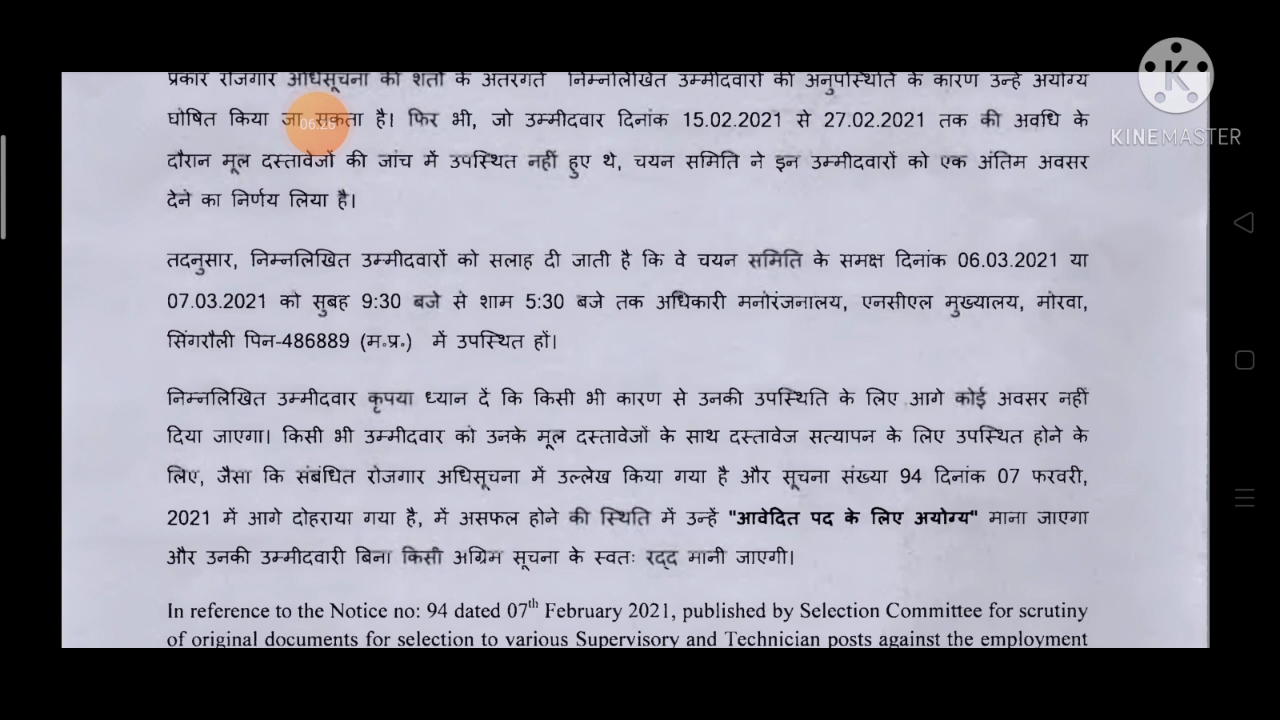 प्रकार रोजगार अधिसूचना की शर्तों के अंतरगर्त निम्नलिखित उम्मीदवारों की अनुपस्थिति के कारण उन्हें अयोग्य
घोषित किया जा सकता है। फिर भी, जो उम्मीदवार दिनांक 15.02.2021 से 27.02.2021 तक की अवधि के
दौरान मूल दस्तावेजों की जांच में उपस्थित नहीं हुए थे, चयन समिति ने इन उम्मीदवारों को एक अंतिम अवसर
देने का निर्णय लिया है।
तदनुसार, निम्नलिखित उम्मीदवारों को सलाह दी जाती है कि वे चयन समिति के समक्ष दिनांक 06.03.2021 या
07.03.2021 को सुबह 9:30 बजे से शाम 5:30 बजे तक अधिकारी मनोरंजनालय, एनसीएल मुख्यालय, मोरवा,
सिंगरौली पिन-486889 (म॰प्र॰) में उपस्थित हों।
निम्नलिखित उम्मीदवार कृपया ध्यान दें कि किसी भी कारण से उनकी उपस्थिति के लिए आगे कोई अवसर नहीं
दिया जाएगा। किसी भी उम्मीदवार को उनके मूल दस्तावेजों के साथ दस्तावेज सत्यापन के लिए उपस्थित होने के
लिए, जैसा कि संबंधित रोजगार अधिसूचना में उल्लेख किया गया है और सूचना संख्या 94 दिनांक 07 फरवरी,
2021 में आगे दोहराया गया है, में असफल होने की स्थिति में उन्हें "आवेदित पद के लिए अयोग्य" माना जाएगा
और उनकी उम्मीदवारी बिना किसी अग्रिम सूचना के स्वतः रद्द मानी जाएगी।
In reference to the Notice no: 94 dated 07th February 2021, published by Selection Committee for scrutiny
of original documents for selection to various Supervisory and Technician posts against the employment
06:26
KINEMASTER